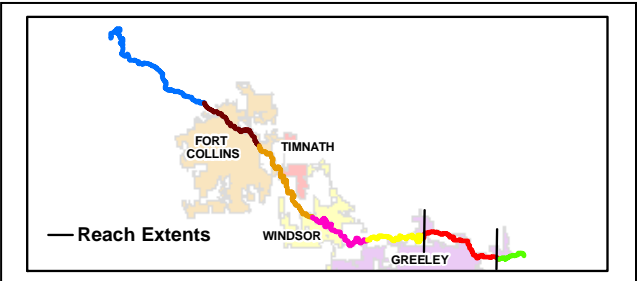 FORT
COLLINS
TIMNATH
WINDSOR
Reach Extents
GREELEY